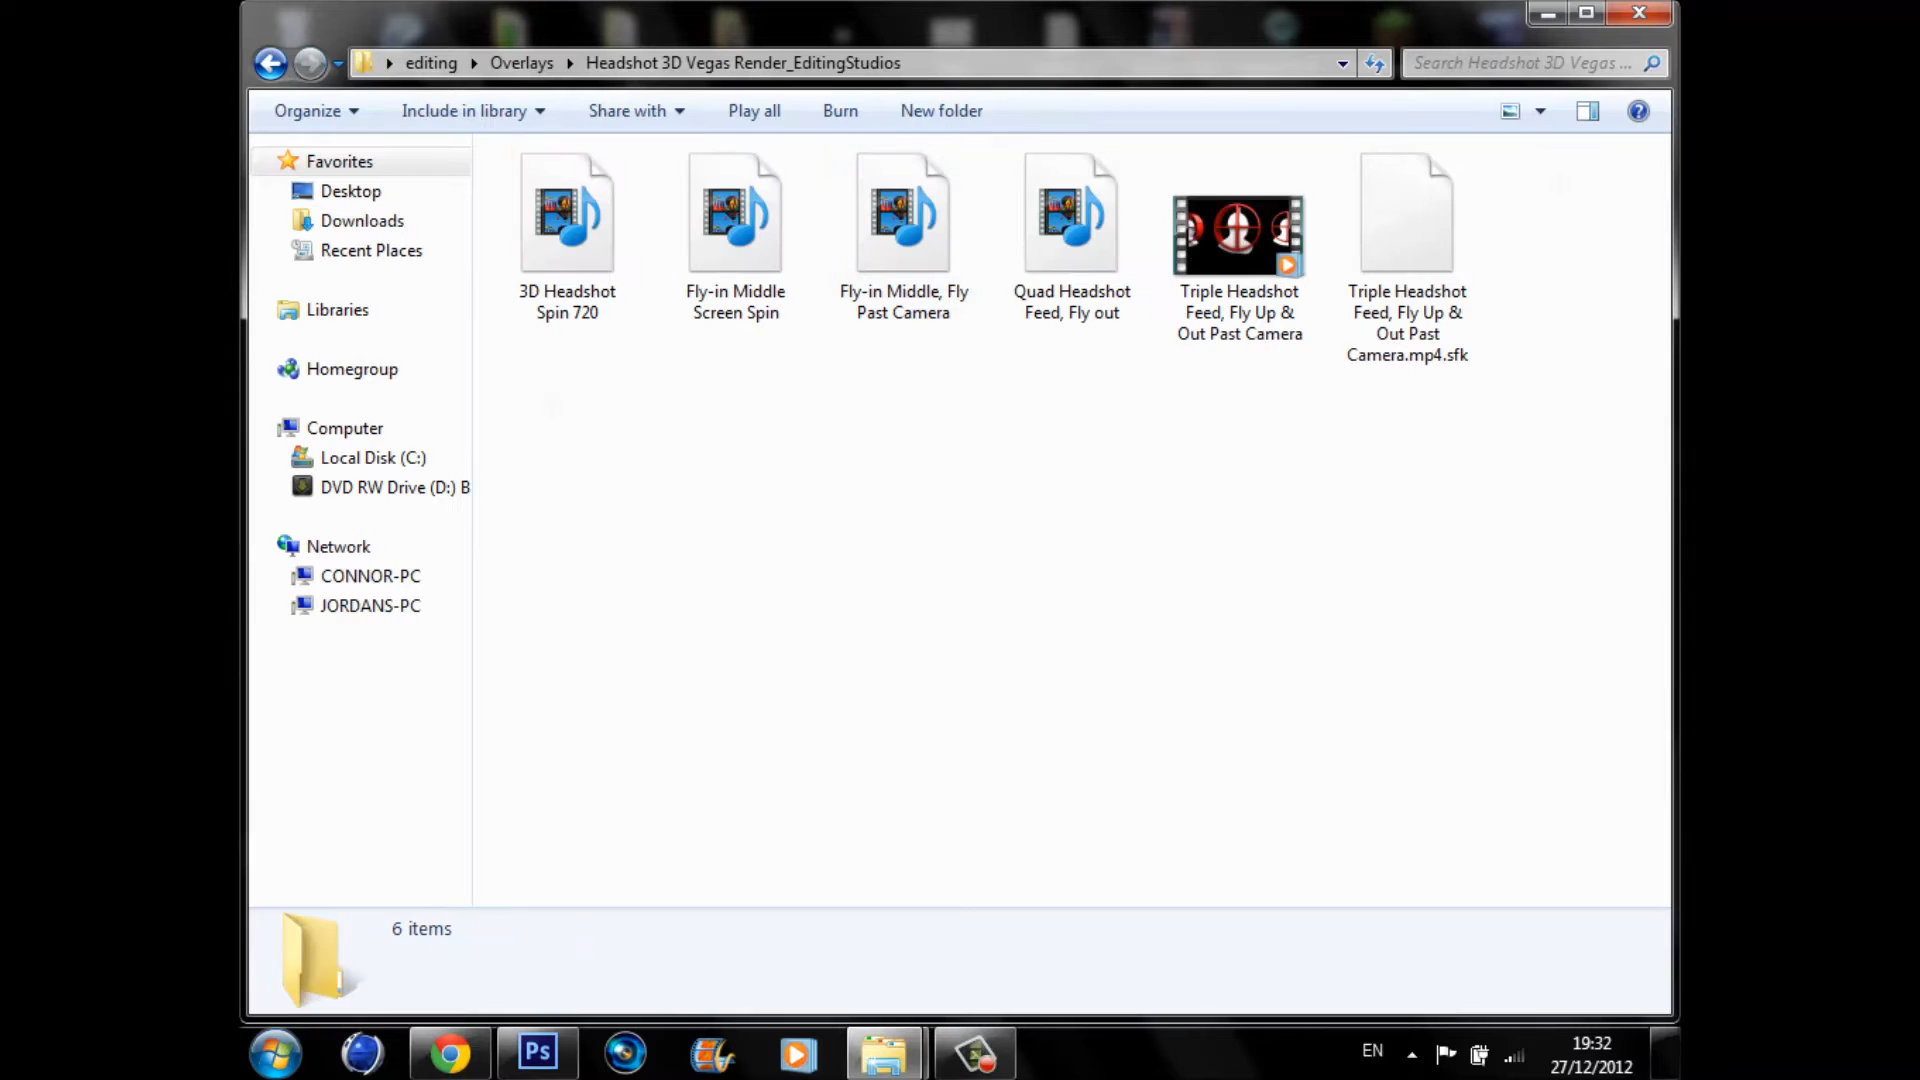 editing Overlays Headshot 3D Vegas Render_EditingStudios
Search Headshot 3D Vegas ...
Organize Include in library Share with Play all Burn New folder
Favorites
Desktop
Downloads
Recent Places
Libraries
Homegroup
Computer
Local Disk (C:)
DVD RW Drive (D:) B
Network
CONNOR-PC
JORDANS-PC
3D Headshot
Spin 720
Fly-in Middle
Screen Spin
Fly-in Middle, Fly
Past Camera
Quad Headshot
Feed, Fly out
Triple Headshot
Feed, Fly Up &
Out Past Camera
Triple Headshot
Feed, Fly Up &
Out Past
Camera.mp4.sfk
6 items
Ps
EN
19:32
27/12/2012